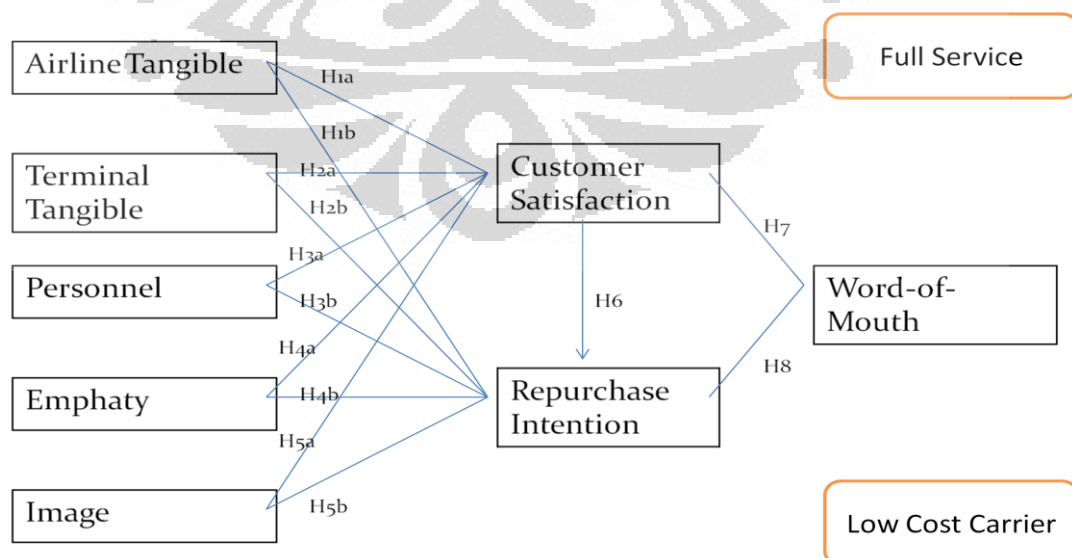 Airline Tangible
Full Service
H1a
H1b
Terminal
Tangible
H2a
H2b
Customer
Satisfaction
H7
H3a
Personnel
H3b
H6
Word-of-
Mouth
H4a
H8
Emphaty
H4b
Repurchase
Intention
H5a
Image
H5b
Low Cost Carrier